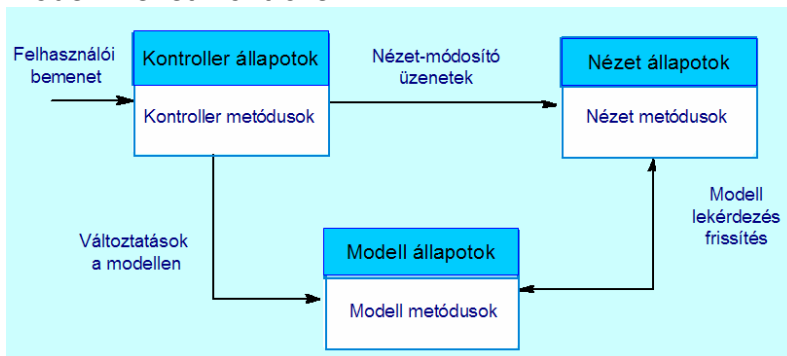 Felhasználói
bemenet
Kontroller állapotok
Kontroller metódusok
Nézet-módosító
üzenetek
Nézet állapotok
Nézet metódusok
Változtatások
a modellen
Modell állapotok
Modell metódusok
Modell
lekérdezés
frissítés